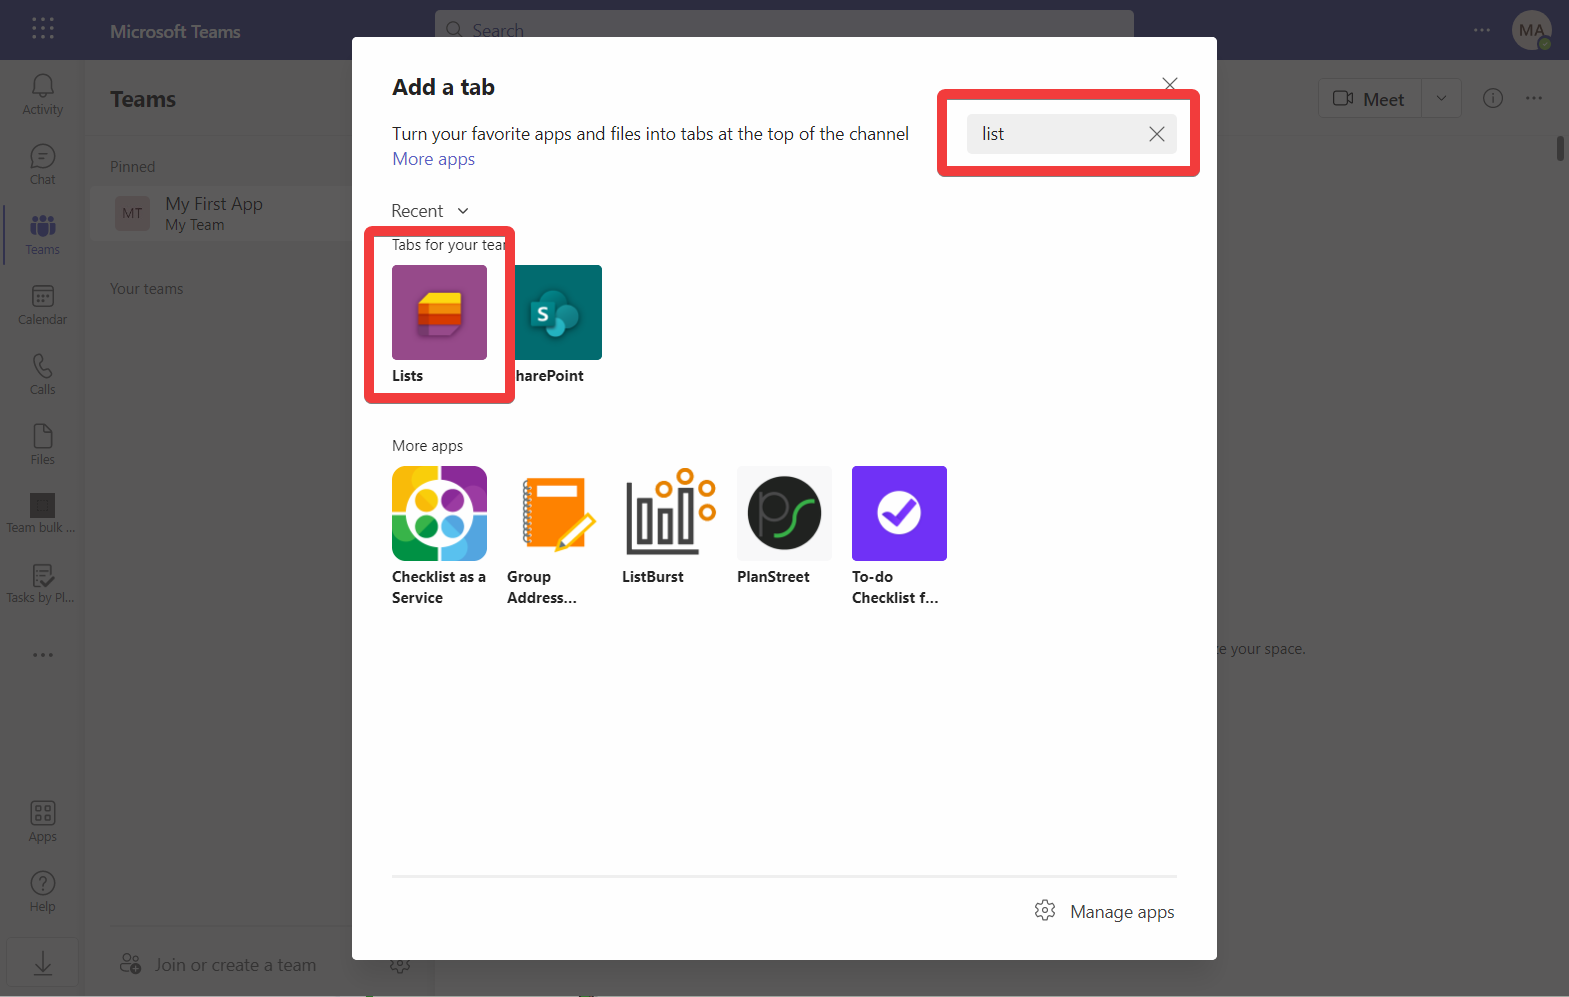 Microsoft Teams
Search
MA
Activity
Chat
Teams
Calendar
Calls
Files
Team bulk ...
Tasks by Pl...
Apps
Help
Teams
Pinned
MT
My First App
My Team
Your teams
Join or create a team
Add a tab
Turn your favorite apps and files into tabs at the top of the channel
More apps
list
Recent
Tabs for your team
Lists
S
harePoint
More apps
Checklist as a
Service
Group
Address...
ListBurst
PS
PlanStreet
To-do
Checklist f...
Manage apps
Meet
your space.